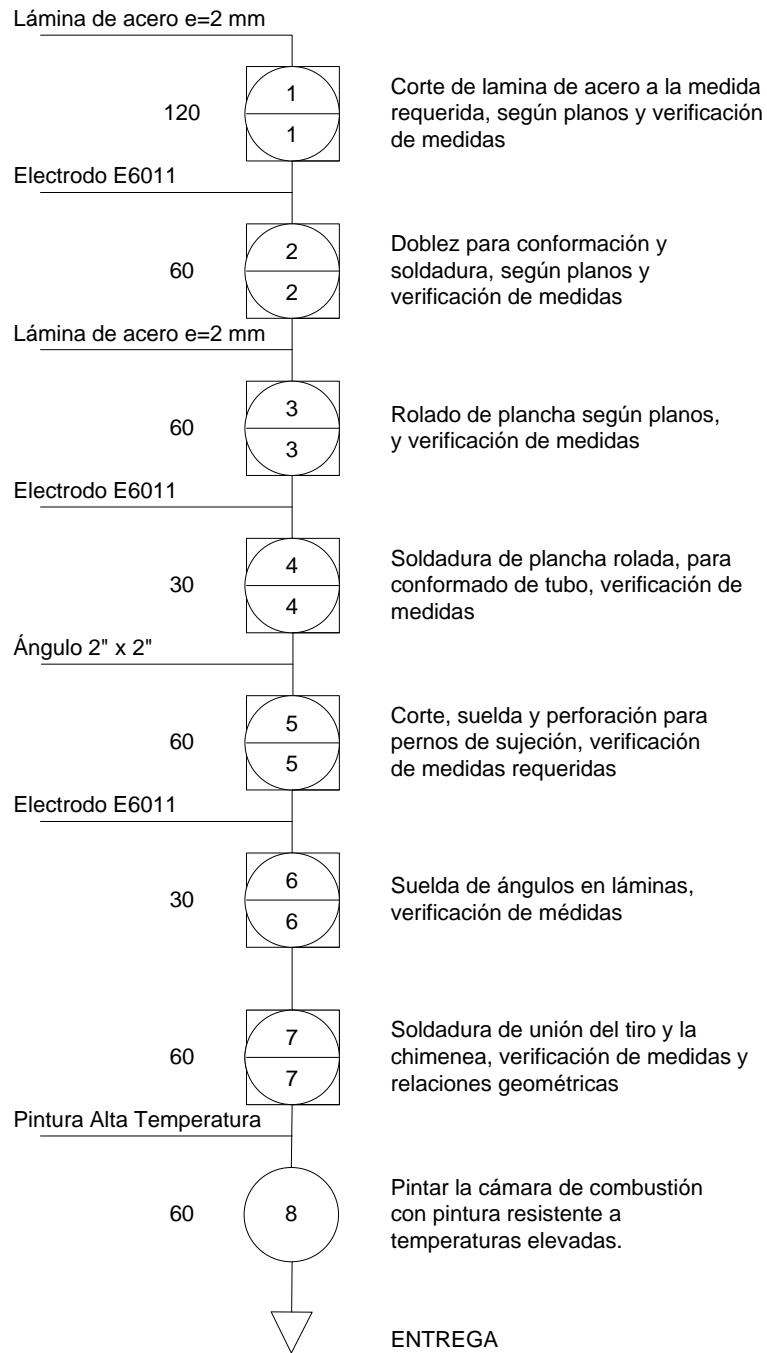 Lámina de acero e=2 mm
120
1
1
Corte de lamina de acero a la medida
requerida, según planos y verificación
de medidas
Electrodo E6011
60
2
2
Doblez para conformación y
soldadura, según planos y
verificación de medidas
Lámina de acero e=2 mm
60
3
3
Rolado de plancha según planos,
y verificación de medidas
Electrodo E6011
30
4
4
Soldadura de plancha rolada, para
conformado de tubo, verificación de
medidas
Ángulo 2" x 2"
60
5
5
Corte, suelda y perforación para
pernos de sujeción, verificación
de medidas requeridas
Electrodo E6011
30
6
6
Suelda de ángulos en láminas,
verificación de médidas
60
7
7
Soldadura de unión del tiro y la
chimenea, verificación de medidas y
relaciones geométricas
Pintura Alta Temperatura
60
8
Pintar la cámara de combustión
con pintura resistente a
temperaturas elevadas.
ENTREGA